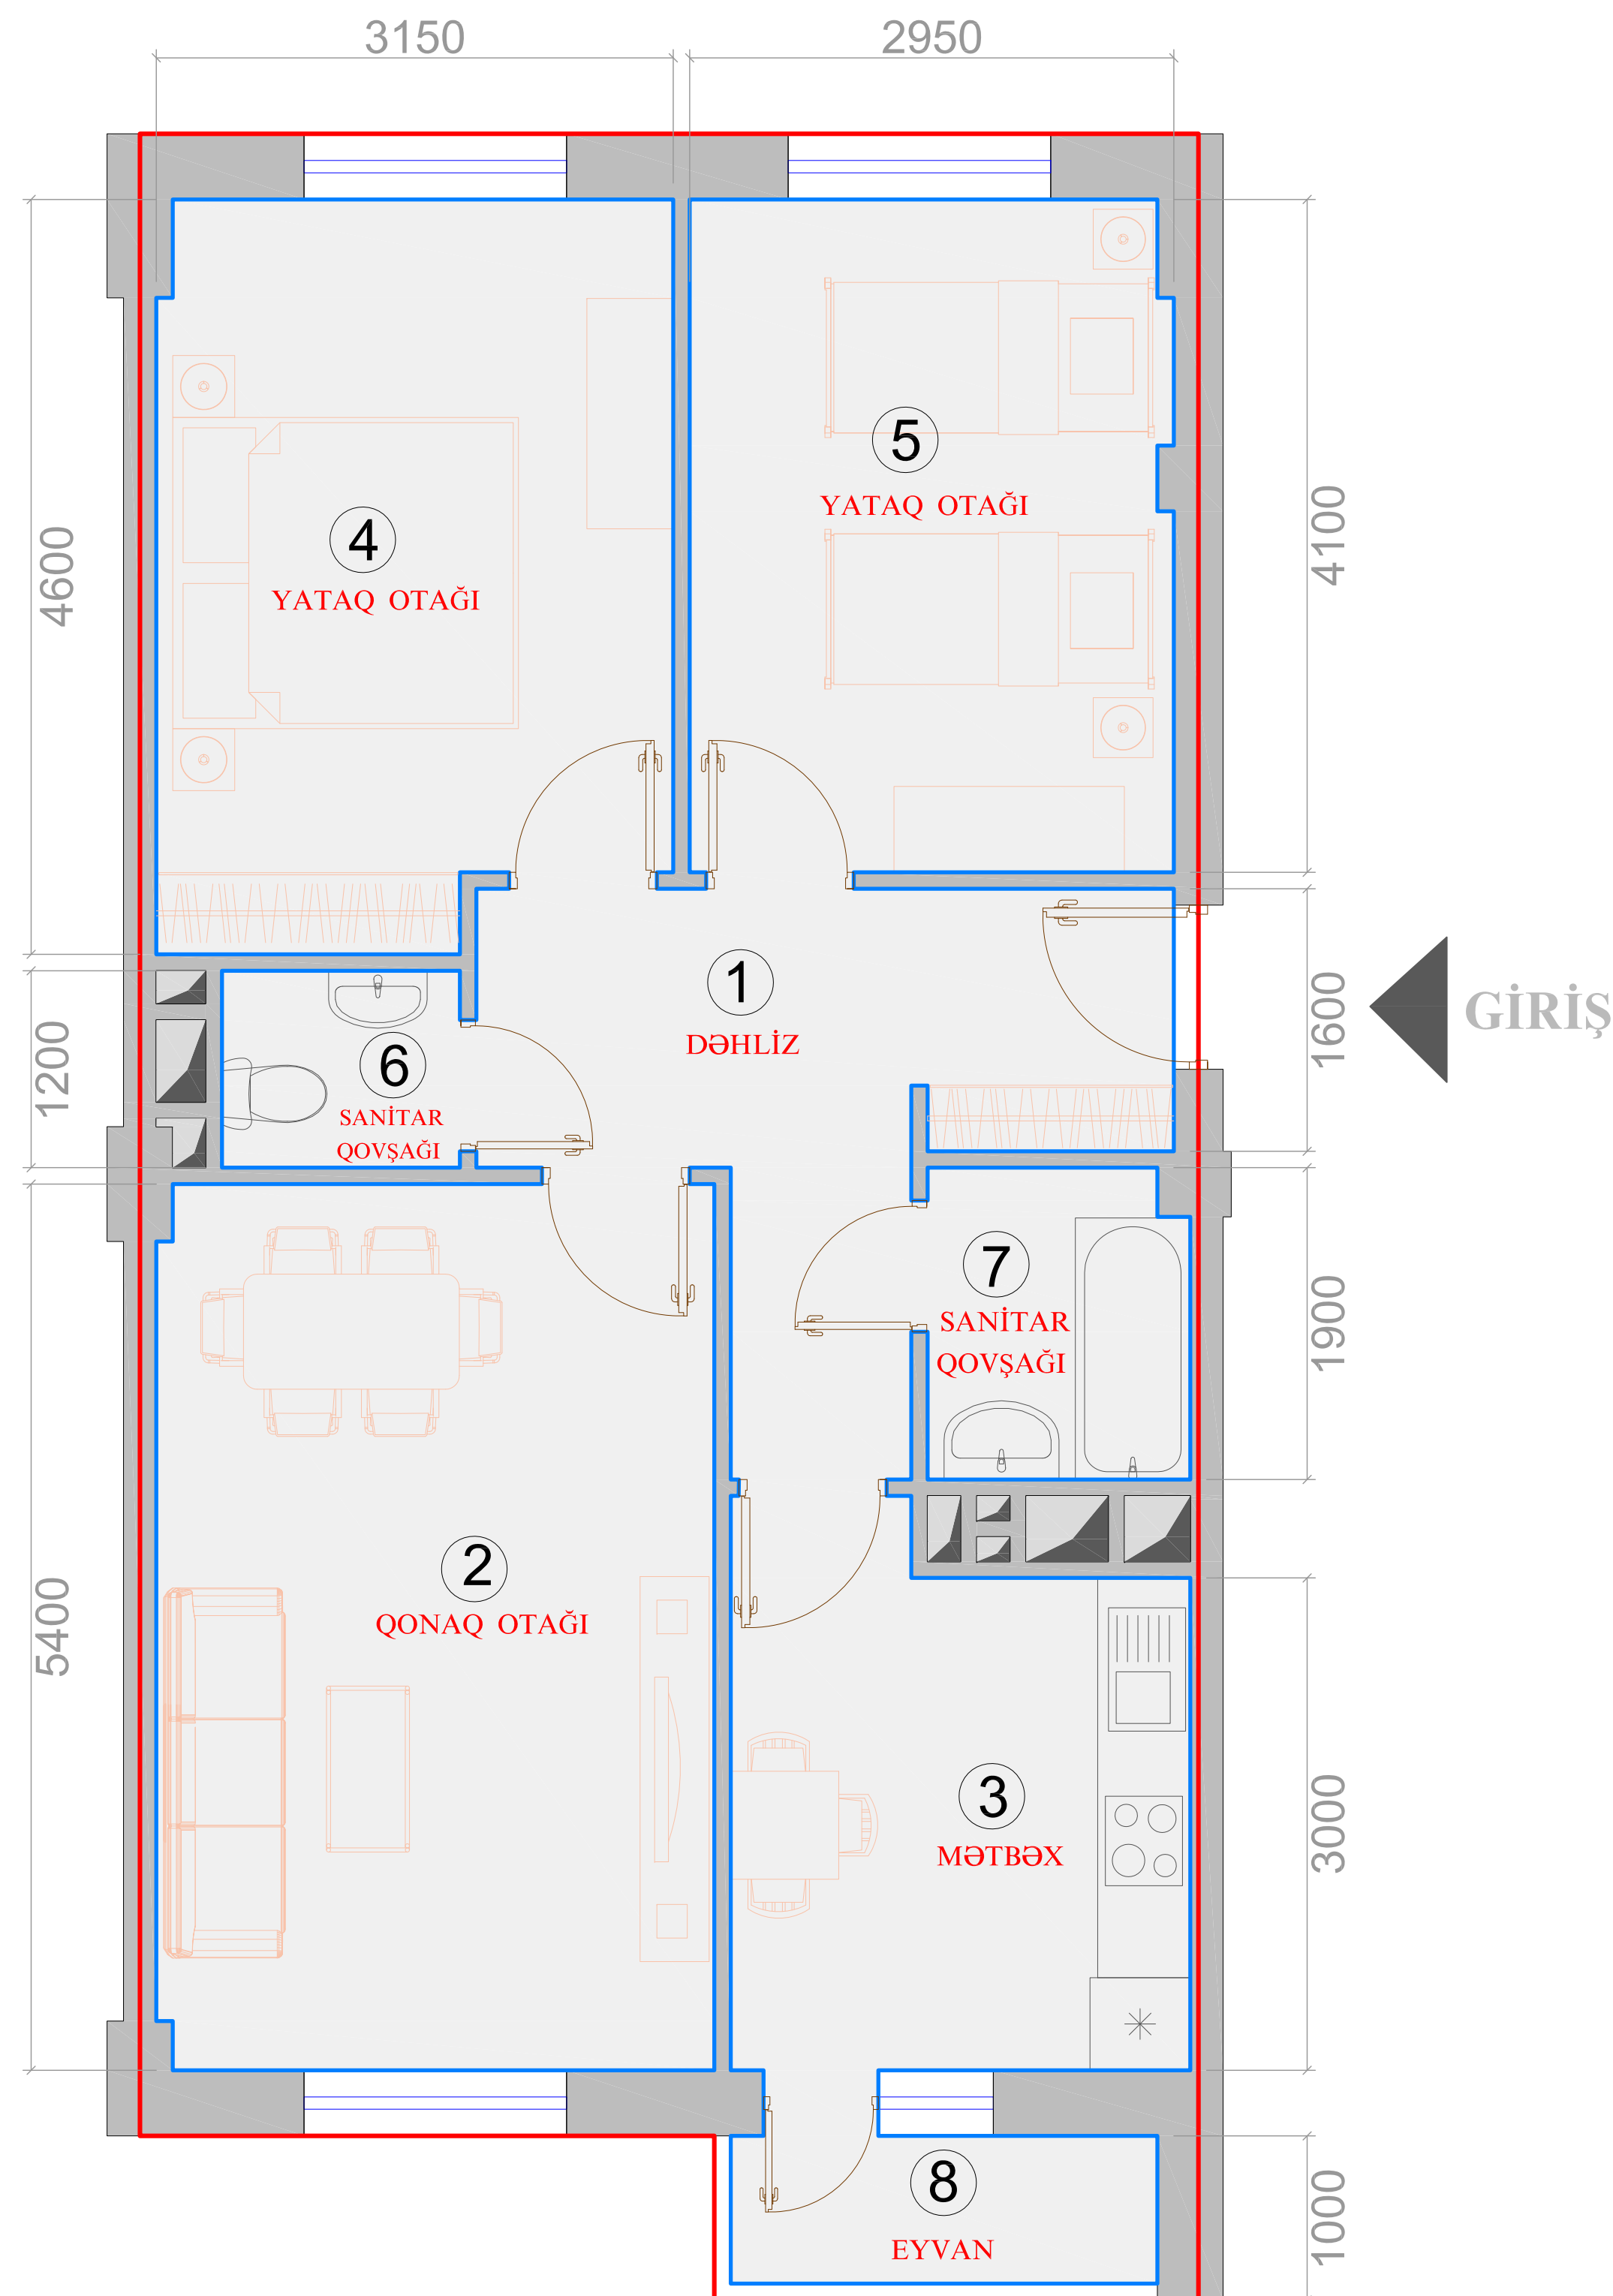 3150
2950
4600
4100
5
YATAQ OTAĞI
4
YATAQ OTAĞI
1
DƏHLİZ
1200
1600
GİRİŞ
6
SANİTAR
QOVŞAĞI
7
SANİTAR
QOVŞAĞI
1900
2
QONAQ OTAĞI
5400
3
MƏTBƏX
3000
8
EYVAN
1000